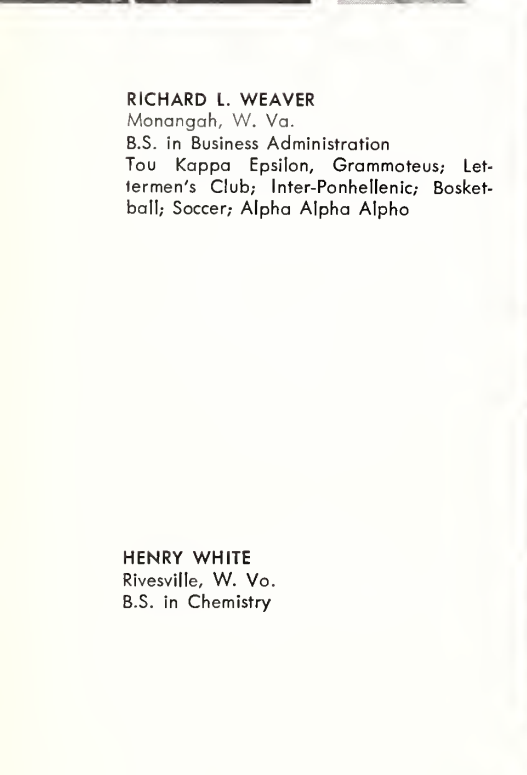 RICHARD L. WEAVER
Monangah, W. Va.
B.S. in Business Administration
Tou Kappa Epsilon, Grammoteus; Let-
termen's Club; Inter-Ponhellenic; Bosket-
ball; Soccer; Alpha Alpha Alpho
HENRY WHITE
Rivesville, W. Vo.
B.S. in Chemistry